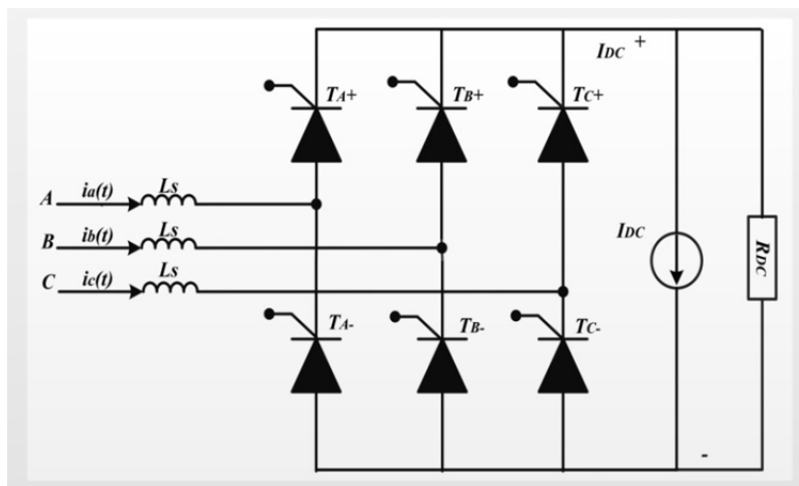 IDC +
TA+ TB+ TC+
A ia(t) Ls
B ib(t) Ls
C ic(t) Ls
IDC
RDC
TA- TB- TC-
-